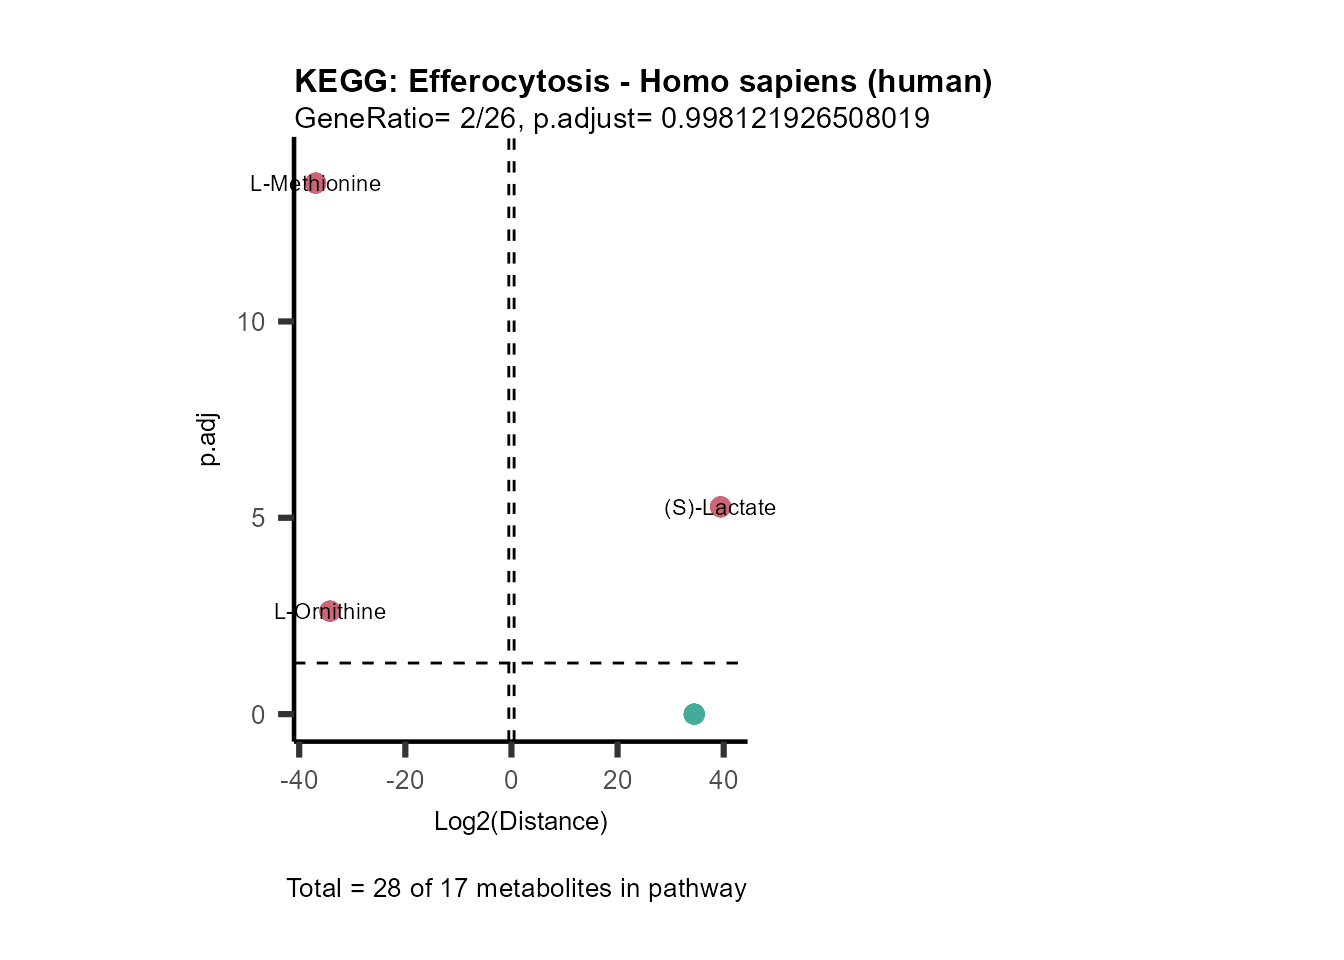 KEGG: Efferocytosis - Homo sapiens (human)
GeneRatio= 2/26, p.adjust= 0.998121926508019
L-Methionine
10
p.adj
5
(S)-Lactate
L-Ornithine
0
-40 -20 0 20 40
Log2(Distance)
Total = 28 of 17 metabolites in pathway